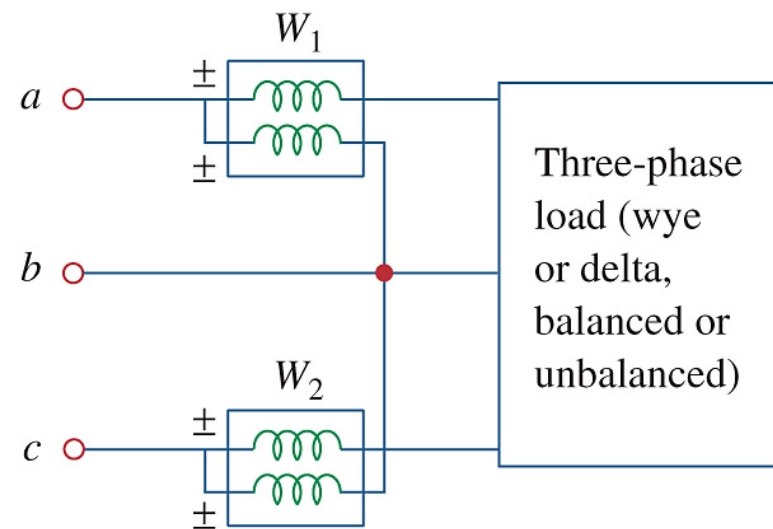 W₁
±
a
±
Three-phase
load (wye
or delta,
balanced or
unbalanced)
b
W₂
±
c
±